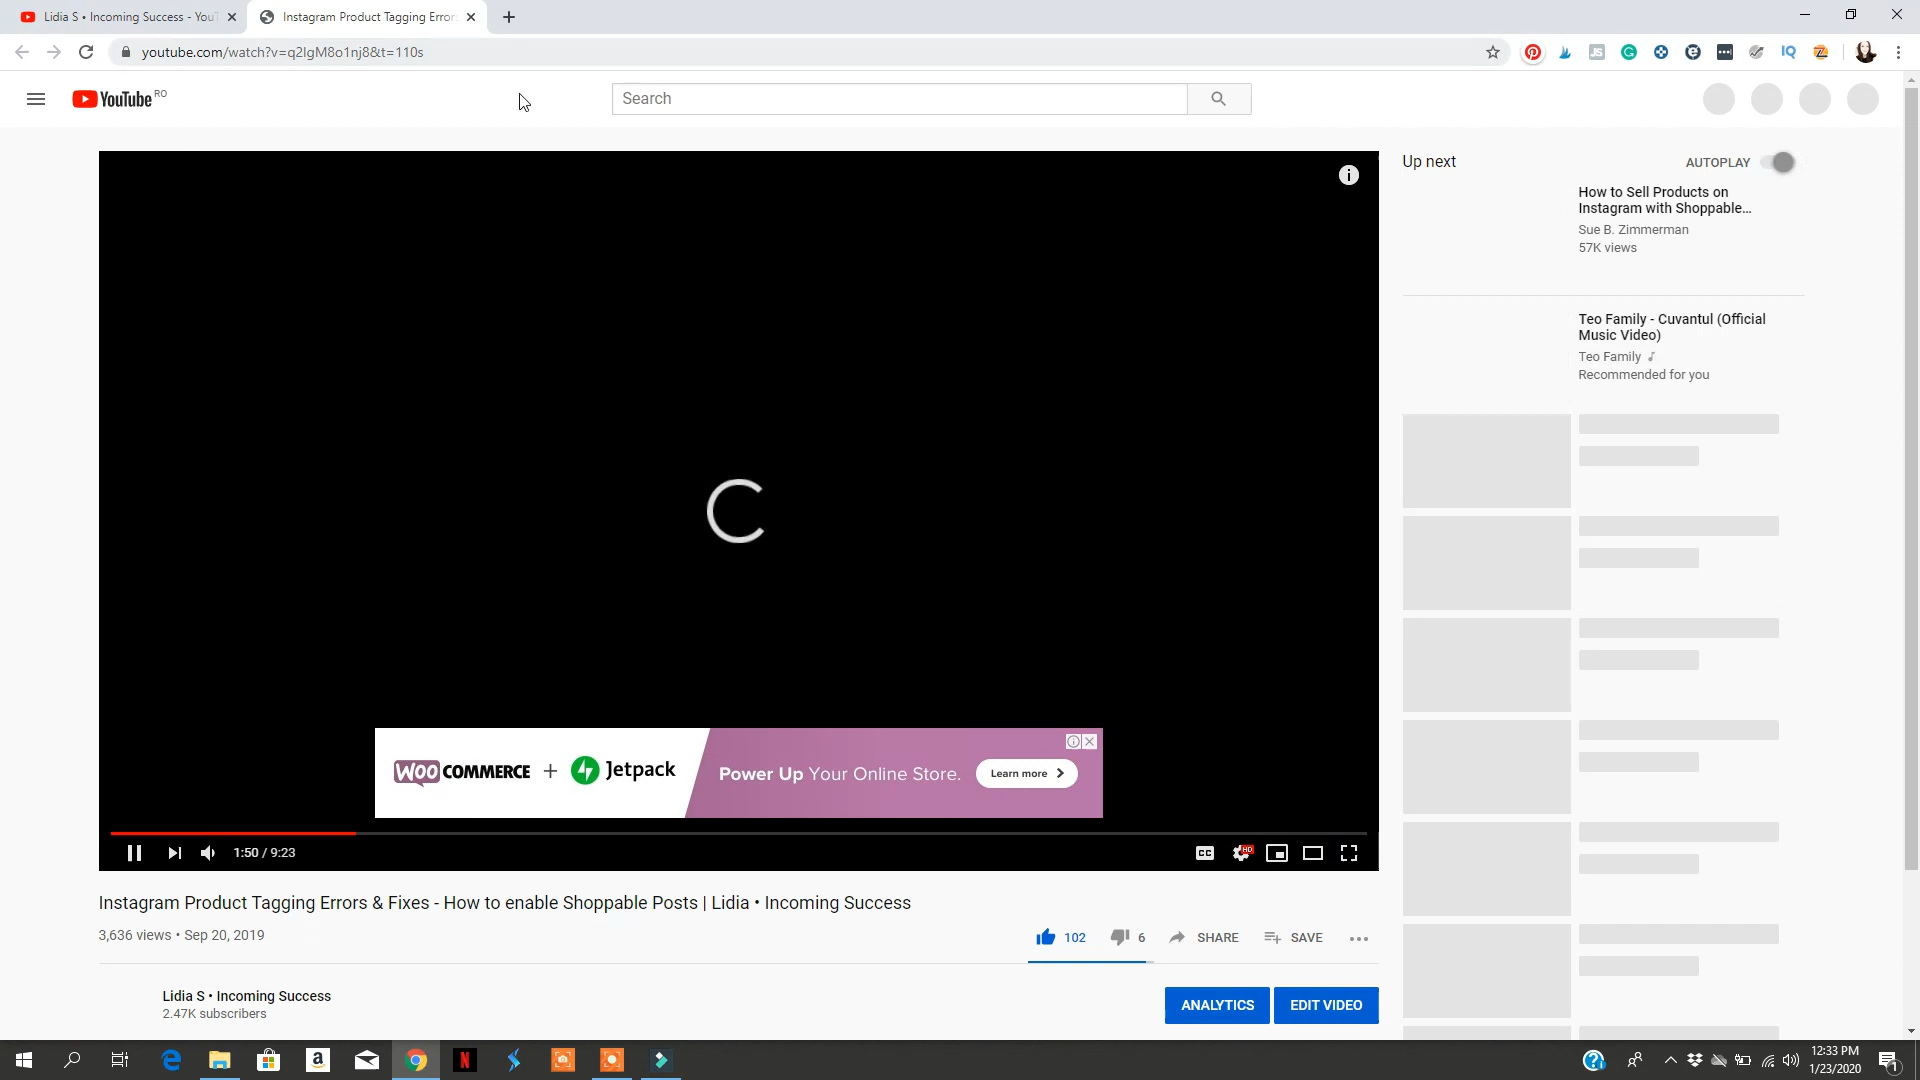 Lidia S • Incoming Success - You
Instagram Product Tagging Error
youtube.com/watch?v=q2IgM8o1nj8&t=110s
YouTube RO
Search
Up next
AUTOPLAY
How to Sell Products on
Instagram with Shoppable...
Sue B. Zimmerman
57K views
Teo Family - Cuvantul (Official
Music Video)
Teo Family
Recommended for you
WOO COMMERCE + Jetpack
Power Up Your Online Store.
Learn more
1:50 / 9:23
CC
HD
Instagram Product Tagging Errors & Fixes - How to enable Shoppable Posts | Lidia • Incoming Success
3,636 views • Sep 20, 2019
102
6
SHARE
SAVE
Lidia S • Incoming Success
2.47K subscribers
ANALYTICS
EDIT VIDEO
12:33 PM
1/23/2020